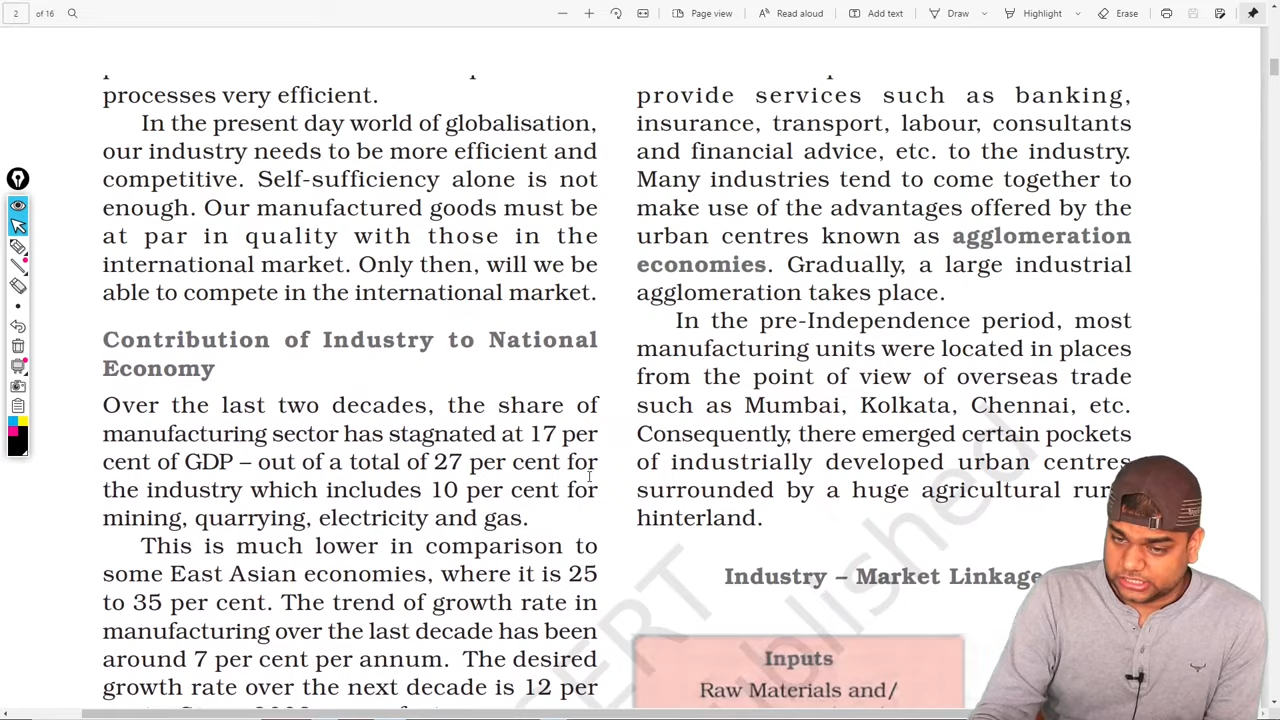 2 of 16
Page view
Read aloud
Add text
Draw
Highlight
Erase
processes very efficient.
In the present day world of globalisation,
our industry needs to be more efficient and
competitive. Self-sufficiency alone is not
enough. Our manufactured goods must be
at par in quality with those in the
international market. Only then, will we be
able to compete in the international market.
Contribution of Industry to National
Economy
Over the last two decades, the share of
manufacturing sector has stagnated at 17 per
cent of GDP – out of a total of 27 per cent for
the industry which includes 10 per cent for
mining, quarrying, electricity and gas.
This is much lower in comparison to
some East Asian economies, where it is 25
to 35 per cent. The trend of growth rate in
manufacturing over the last decade has been
around 7 per cent per annum. The desired
growth rate over the next decade is 12 per
provide services such as banking,
insurance, transport, labour, consultants
and financial advice, etc. to the industry.
Many industries tend to come together to
make use of the advantages offered by the
urban centres known as agglomeration
economies. Gradually, a large industrial
agglomeration takes place.
In the pre-Independence period, most
manufacturing units were located in places
from the point of view of overseas trade
such as Mumbai, Kolkata, Chennai, etc.
Consequently, there emerged certain pockets
of industrially developed urban centres
surrounded by a huge agricultural
hinterland.
Industry – Market Linkage
Inputs
Raw Materials and/